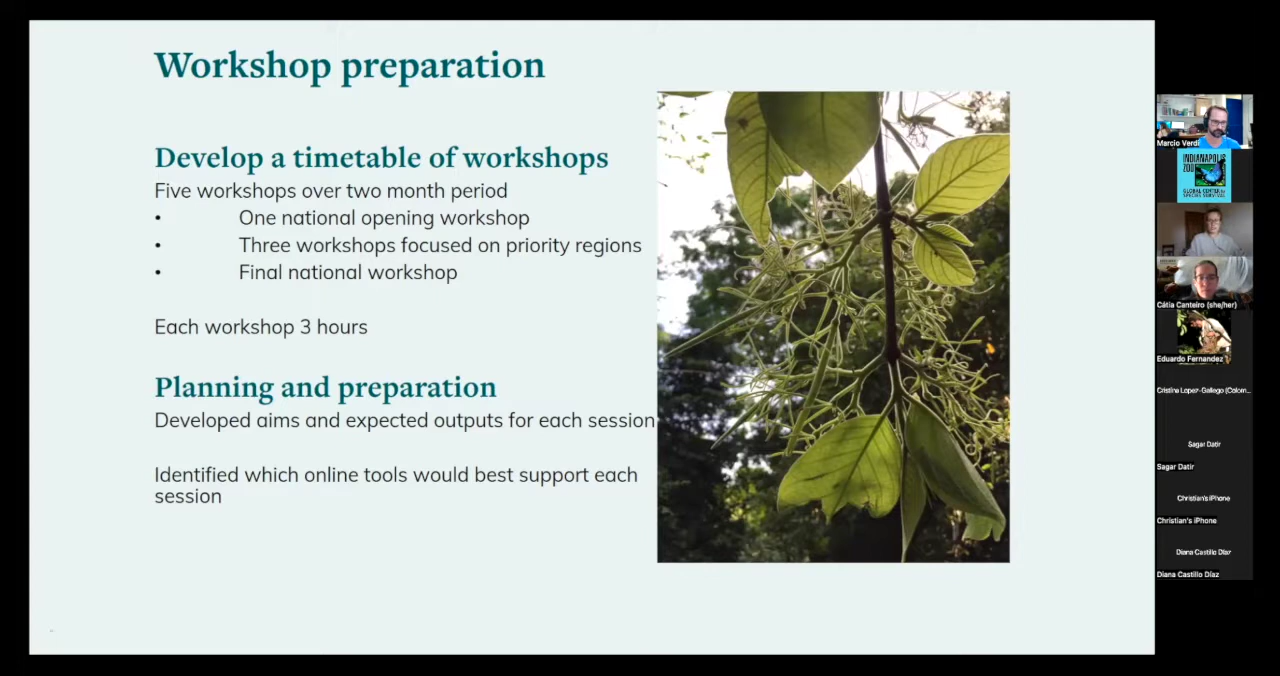 Workshop preparation
Develop a timetable of workshops
Five workshops over two month period
• One national opening workshop
• Three workshops focused on priority regions
• Final national workshop
Each workshop 3 hours
Planning and preparation
Developed aims and expected outputs for each session
Identified which online tools would best support each
session
Marcio Verdi
INDIANAPOLIS
ZOO
GLOBAL CENTER for
SPECIES SURVIVAL
Cátia Canteiro (she/her)
Eduardo Fernandez
Cristina Lopez-Gallego (Colom...
Sagar Datir
Sagar Datir
Christian's iPhone
Christian's iPhone
Diana Castillo Díaz
Diana Castillo Díaz